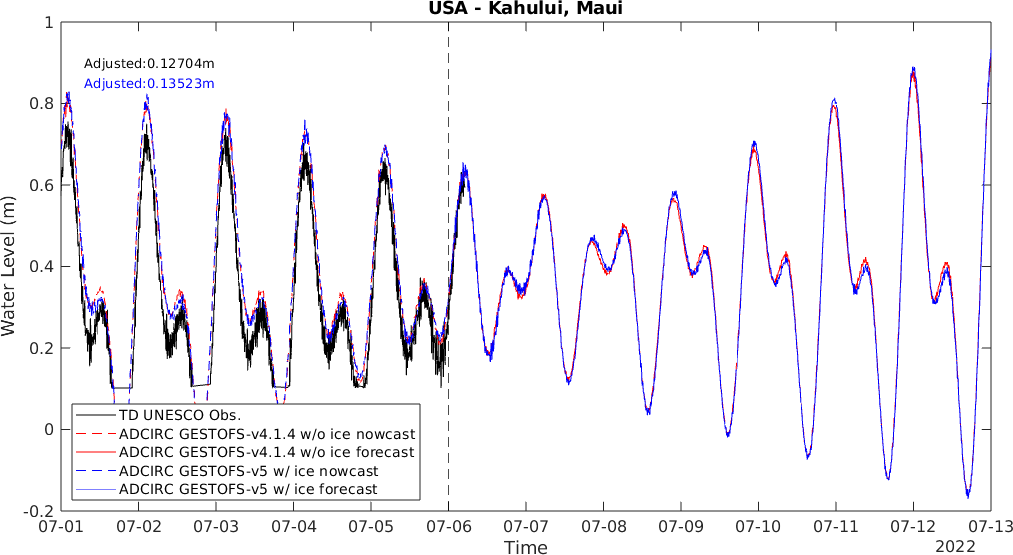 USA - Kahului, Maui
Adjusted:0.12704m
Adjusted:0.13523m
Water Level (m)
1
0.8
0.6
0.4
0.2
0
-0.2
TD UNESCO Obs.
ADCIRC GESTOFS-v4.1.4 w/o ice nowcast
ADCIRC GESTOFS-v4.1.4 w/o ice forecast
ADCIRC GESTOFS-v5 w/ ice nowcast
ADCIRC GESTOFS-v5 w/ ice forecast
07-01 07-02 07-03 07-04 07-05 07-06 07-07 07-08 07-09 07-10 07-11 07-12 07-13
Time
2022